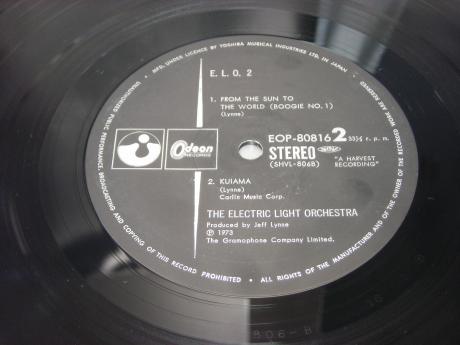 • MFD. UNDER LICENCE BY TOSHIBA MUSICAL INDUSTRIES LTD. IN JAPAN. •
ALL RIGHTS OF THE MANUFACTURER AND OF THE OWNER OF THE RECORDED WORK ARE RESERVED
UNAUTHORISED PUBLIC PERFORMANCE, BROADCASTING AND COPYING OF THIS RECORD PROHIBITED •
E. L. O. 2
1. FROM THE SUN TO
THE WORLD (BOOGIE NO.1)
(Lynne)
Odeon
RECORDS
EOP-80816 2 33⅓ r. p. m.
STEREO
(SHVL-806B)
"A HARVEST
RECORDING"
2. KUIAMA
(Lynne)
Carlin Music Corp.
THE ELECTRIC LIGHT ORCHESTRA
Produced by Jeff Lynne
℗ 1973
The Gramophone Company Limited.